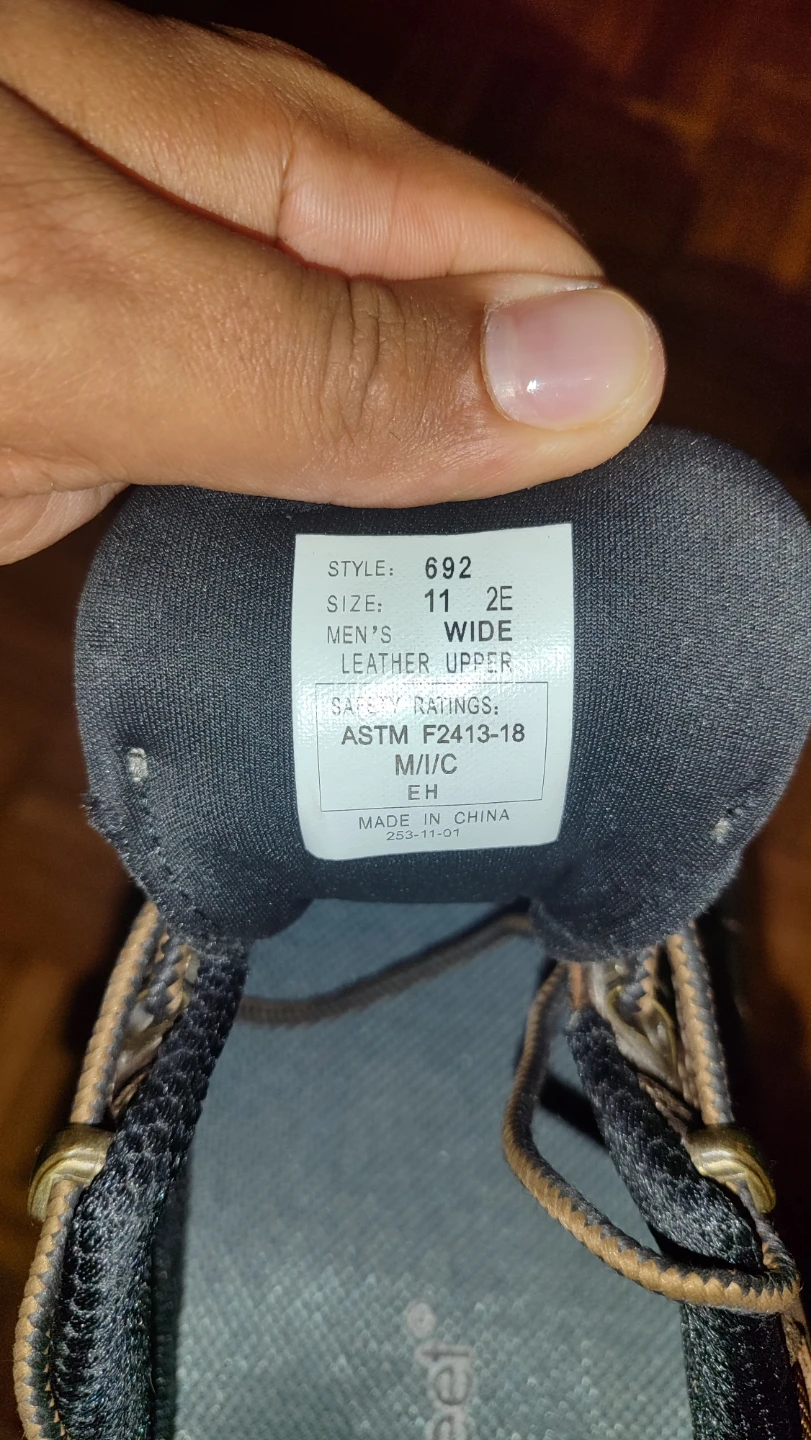 STYLE: 692
SIZE: 11 2E
MEN'S WIDE
LEATHER UPPER
SAFETY RATINGS:
ASTM F2413-18
M/I/C
EH
MADE IN CHINA
253-11-01